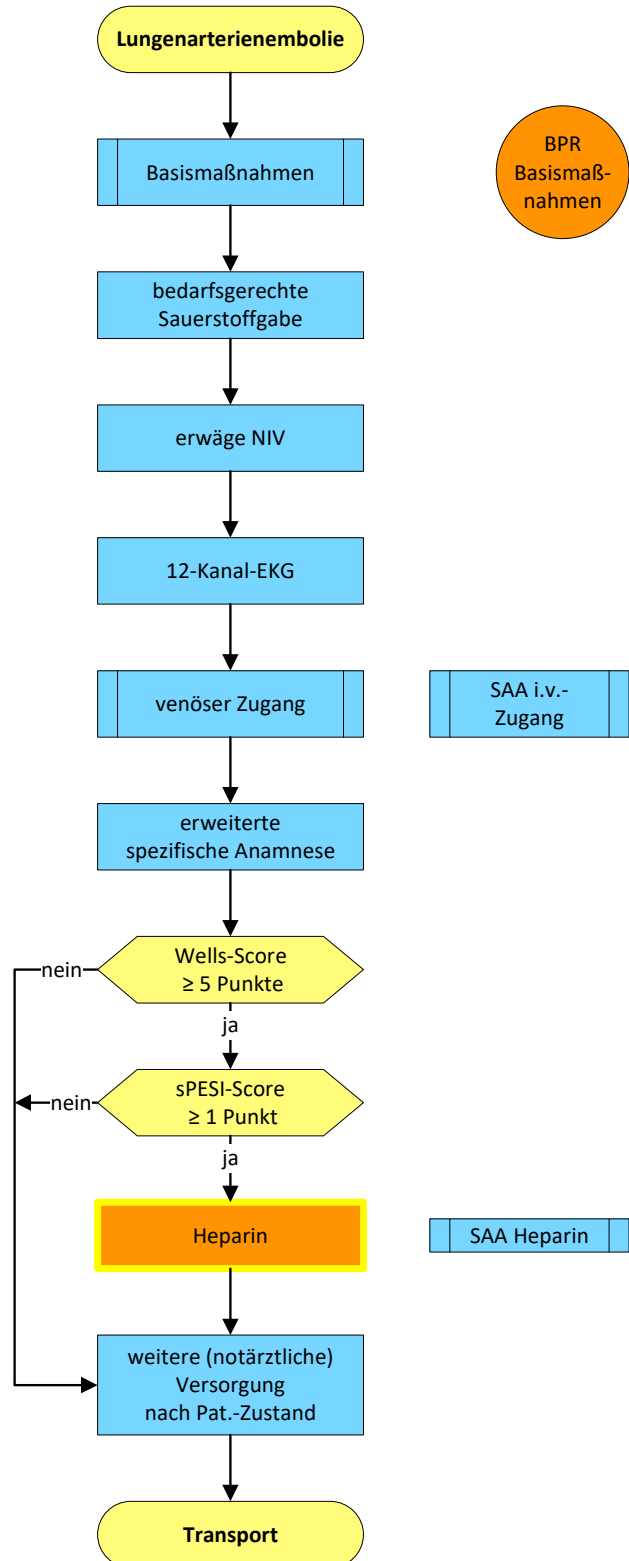 Lungenarterienembolie
Basismaßnahmen
BPR
Basismaß-
nahmen
bedarfsgerechte
Sauerstoffgabe
erwäge NIV
12-Kanal-EKG
venöser Zugang
SAA i.v.-
Zugang
erweiterte
spezifische Anamnese
Wells-Score
≥ 5 Punkte
nein
ja
sPESI-Score
≥ 1 Punkt
nein
ja
Heparin
SAA Heparin
weitere (notärztliche)
Versorgung
nach Pat.-Zustand
Transport